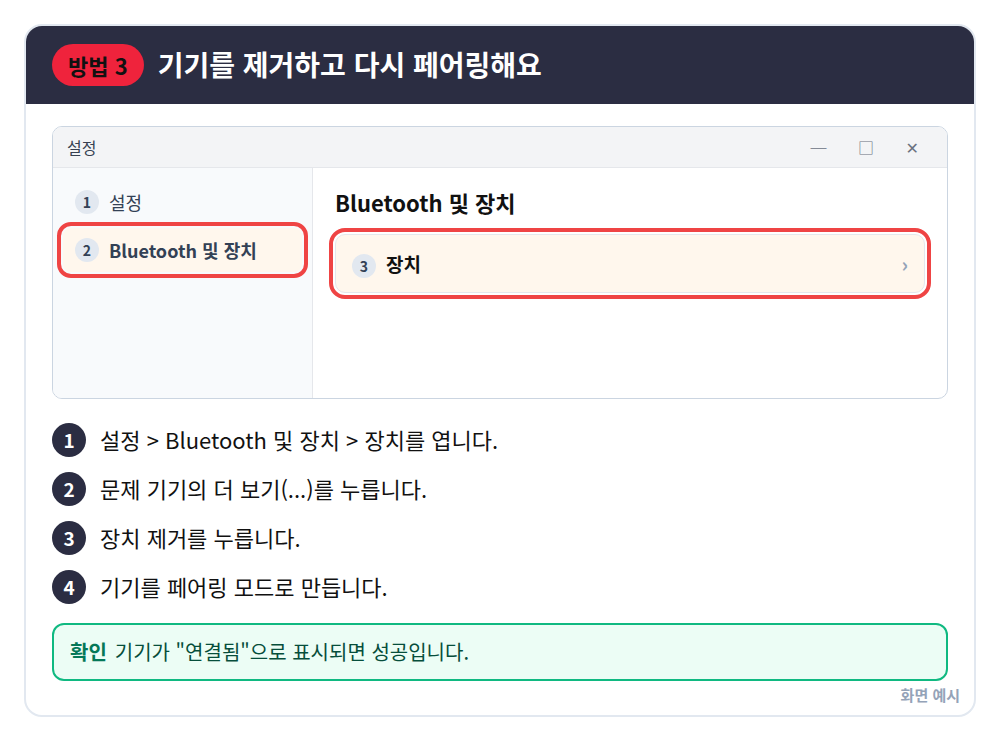 방법 3 기기를 제거하고 다시 페어링해요
설정
1 설정
2 Bluetooth 및 장치
Bluetooth 및 장치
3 장치 ›
1 설정 > Bluetooth 및 장치 > 장치를 엽니다.
2 문제 기기의 더 보기(...)를 누릅니다.
3 장치 제거를 누릅니다.
4 기기를 페어링 모드로 만듭니다.
확인 기기가 "연결됨"으로 표시되면 성공입니다.
화면 예시